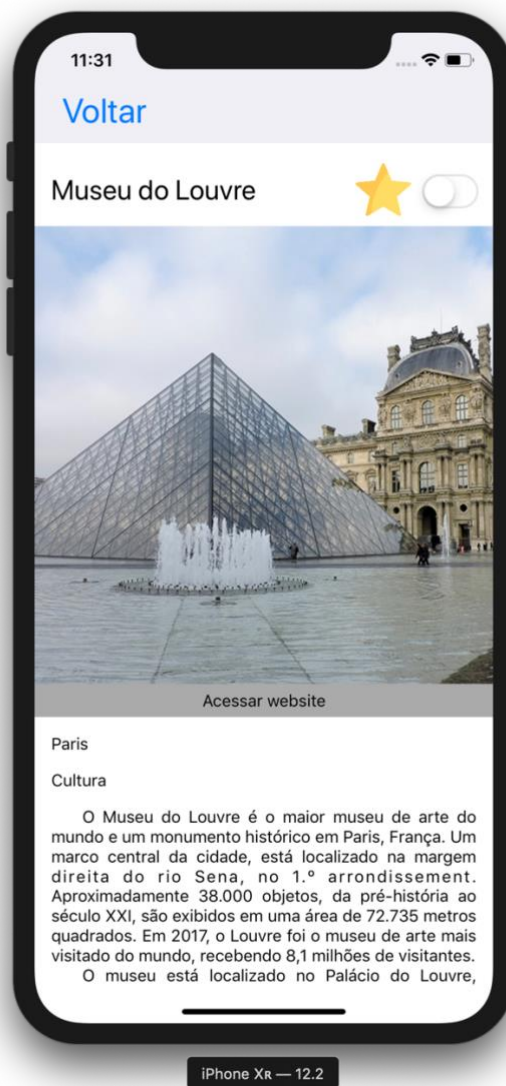 11:31
Voltar
Museu do Louvre
Acessar website
Paris
Cultura
O Museu do Louvre é o maior museu de arte do
mundo e um monumento histórico em Paris, França. Um
marco central da cidade, está localizado na margem
direita do rio Sena, no 1.º arrondissement.
Aproximadamente 38.000 objetos, da pré-história ao
século XXI, são exibidos em uma área de 72.735 metros
quadrados. Em 2017, o Louvre foi o museu de arte mais
visitado do mundo, recebendo 8,1 milhões de visitantes.
O museu está localizado no Palácio do Louvre,
iPhone XR — 12.2